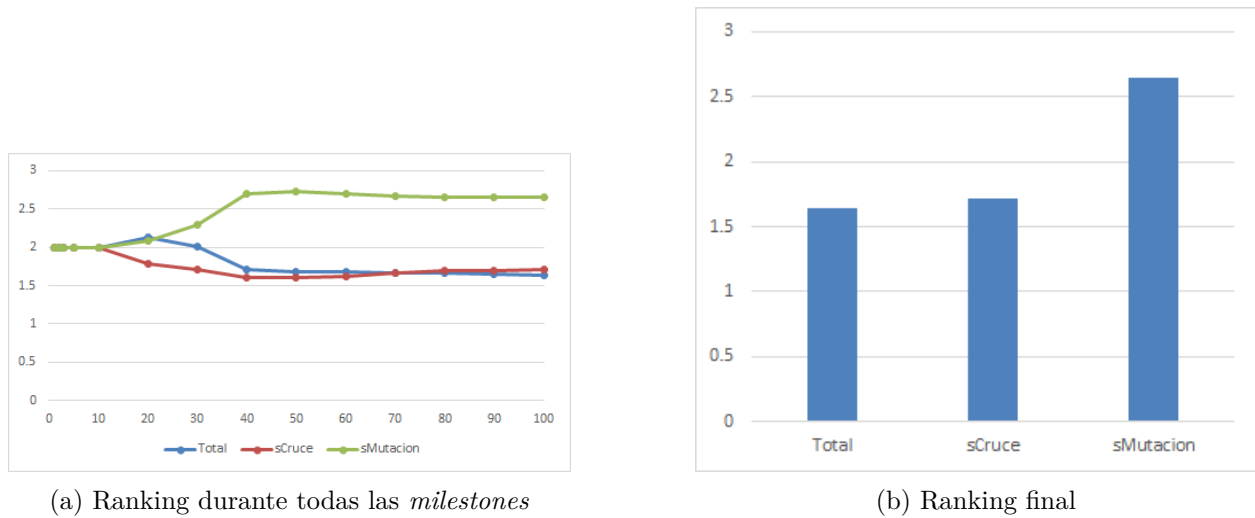 3
2.5
2
1.5
1
0.5
0
0 10 20 30 40 50 60 70 80 90 100
Total sCruce sMutacion
(a) Ranking durante todas las milestones
3
2.5
2
1.5
1
0.5
0
Total sCruce sMutacion
(b) Ranking final